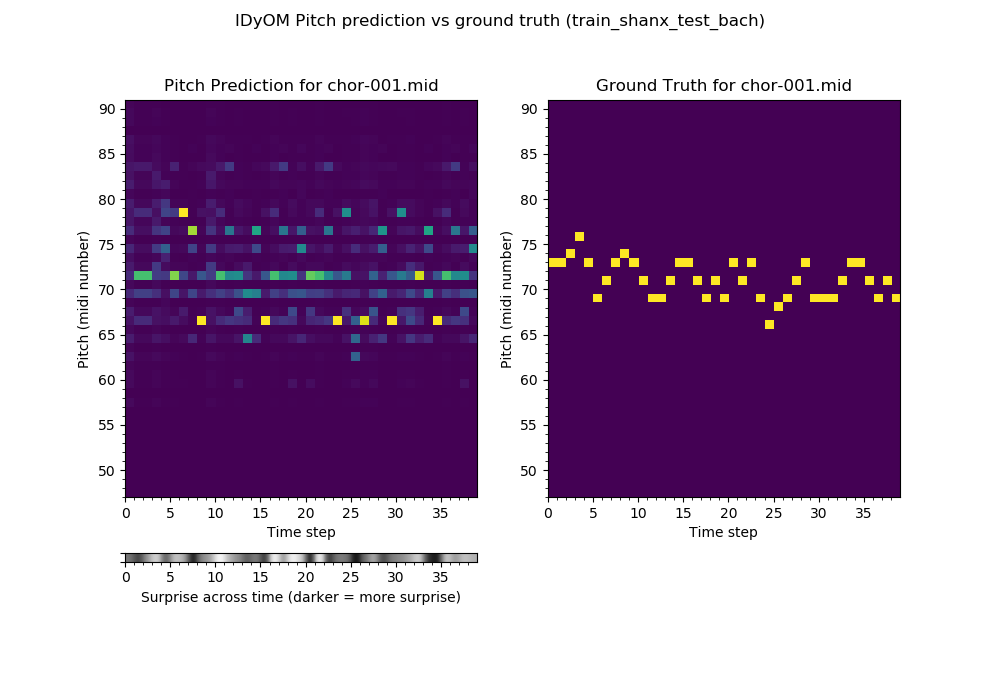 IDyOM Pitch prediction vs ground truth (train_shanx_test_bach)
Pitch Prediction for chor-001.mid
90
85
80
75
70
65
60
55
50
Pitch (midi number)
0 5 10 15 20 25 30 35
Time step
0 5 10 15 20 25 30 35
Surprise across time (darker = more surprise)
Ground Truth for chor-001.mid
90
85
80
75
70
65
60
55
50
Pitch (midi number)
0 5 10 15 20 25 30 35
Time step